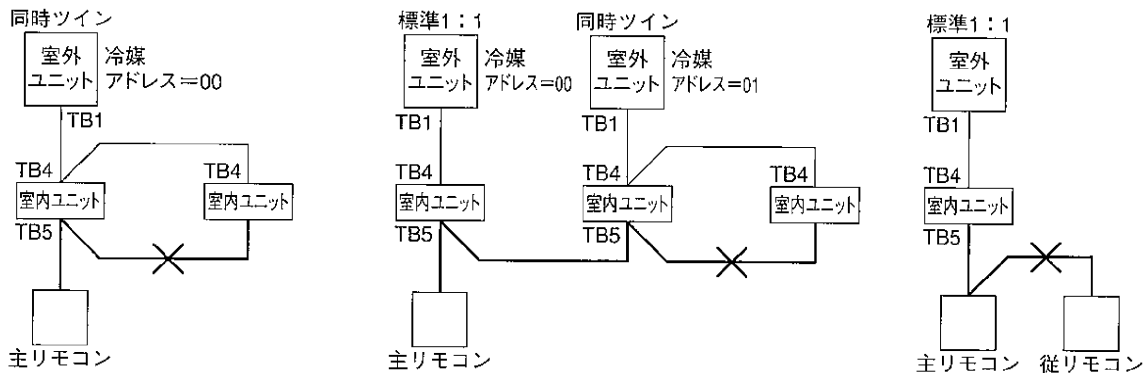 同時ツイン
室外
ユニット
冷媒
アドレス=00
TB1
TB4
室内ユニット
TB5
TB4
室内ユニット
主リモコン
標準1:1
室外
ユニット
冷媒
アドレス=00
TB1
TB4
室内ユニット
TB5
主リモコン
同時ツイン
室外
ユニット
冷媒
アドレス=01
TB1
TB4
室内ユニット
TB5
TB4
室内ユニット
標準1:1
室外
ユニット
TB1
TB4
室内ユニット
TB5
主リモコン
従リモコン